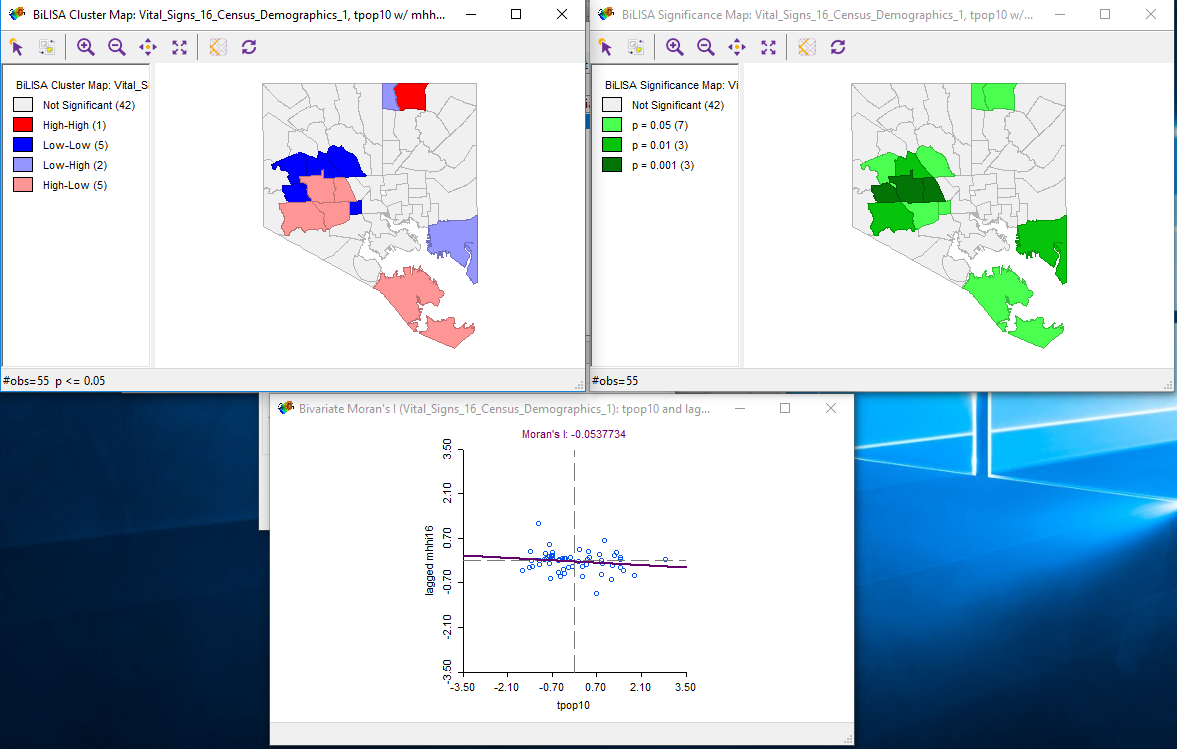 BiLISA Cluster Map: Vital_Signs_16_Census_Demographics_1, tpop10 w/ mhh...
BiLISA Cluster Map: Vital_S
Not Significant (42)
High-High (1)
Low-Low (5)
Low-High (2)
High-Low (5)
#obs=55 p <= 0.05
BiLISA Significance Map: Vital_Signs_16_Census_Demographics_1, tpop10 w/...
BiLISA Significance Map: Vi
Not Significant (42)
p = 0.05 (7)
p = 0.01 (3)
p = 0.001 (3)
#obs=55
Bivariate Moran's I (Vital_Signs_16_Census_Demographics_1): tpop10 and lag...
Moran's I: -0.0537734
3.50
2.10
0.70
-0.70
-2.10
-3.50
lagged mhhi16
-3.50 -2.10 -0.70 0.70 2.10 3.50
tpop10